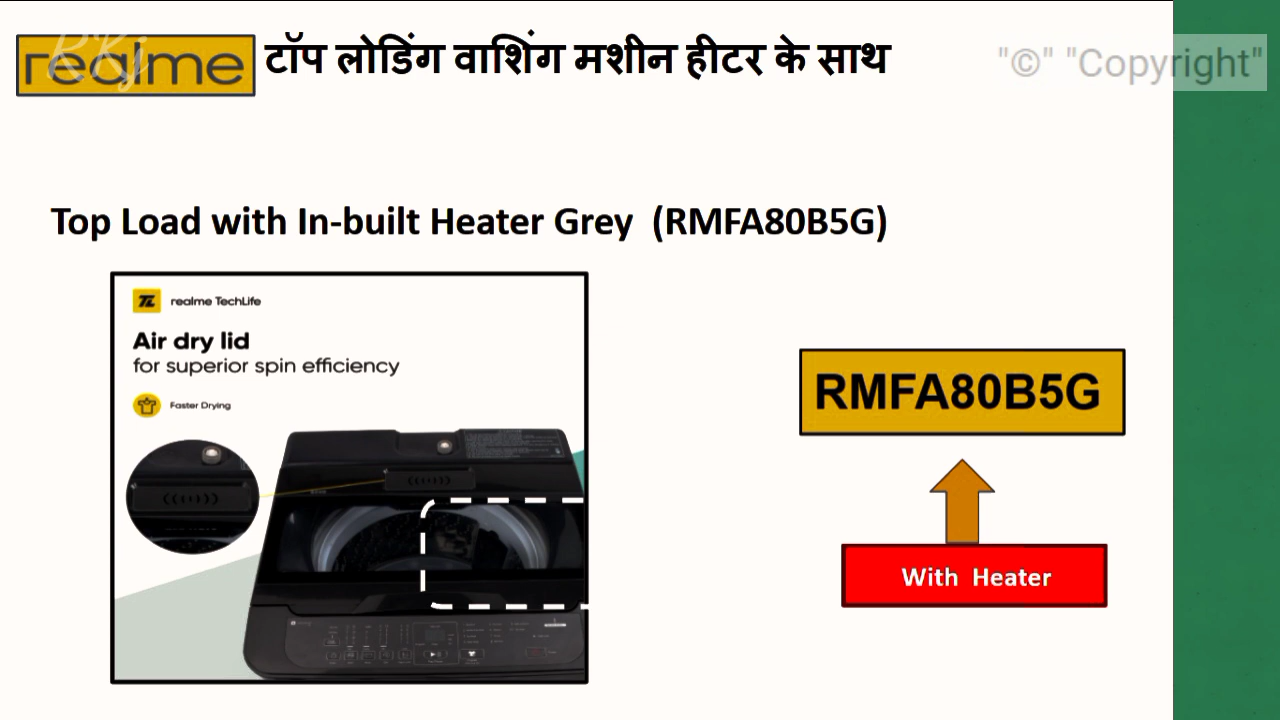 realme टॉप लोडिंग वाशिंग मशीन हीटर के साथ
"©" "Copyright"
Top Load with In-built Heater Grey (RMFA80B5G)
TL realme TechLife
Air dry lid
for superior spin efficiency
Faster Drying
RMFA80B5G
With Heater